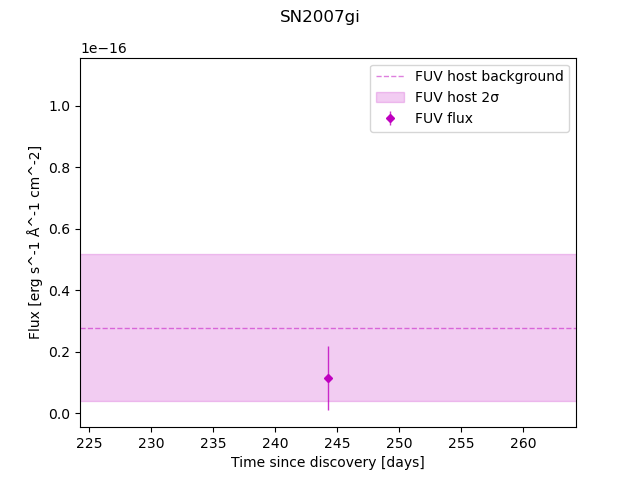 SN2007gi
1e−16
FUV host background
FUV host 2σ
FUV flux
1.0
0.8
0.6
0.4
0.2
0.0
Flux [erg s^-1 Å^-1 cm^-2]
225 230 235 240 245 250 255 260
Time since discovery [days]